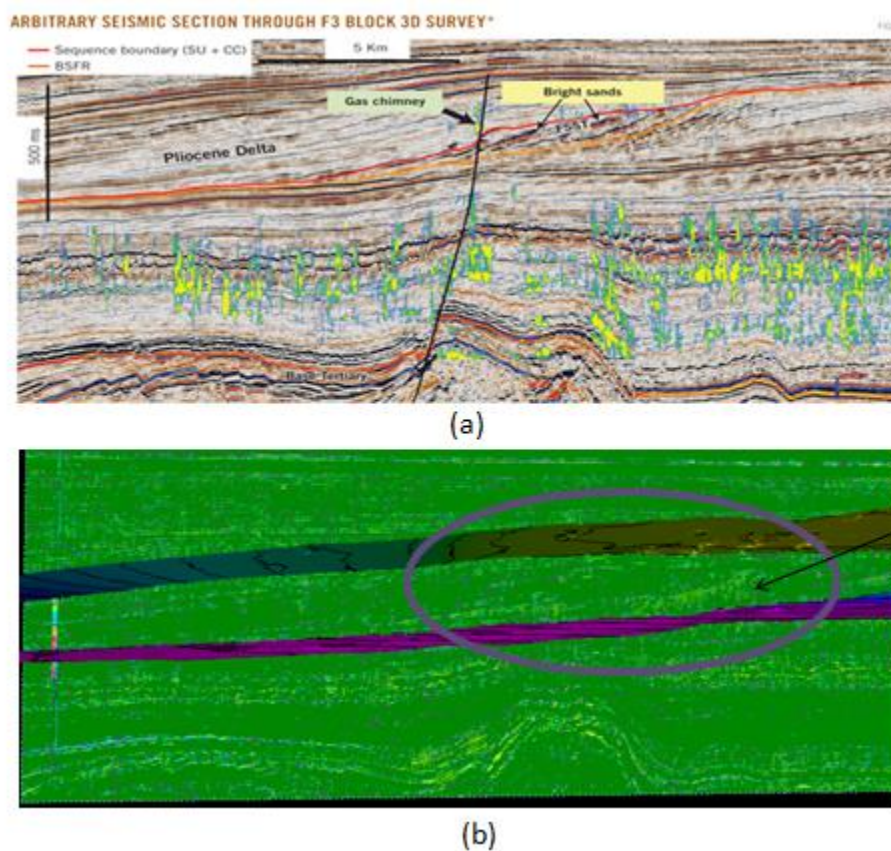 ARBITRARY SEISMIC SECTION THROUGH F3 BLOCK 3D SURVEY*
Sequence boundary (SU + CC)
BSFR
5 Km
Gas chimney
Bright sands
500 ms
FSST
Pliocene Delta
Base Tertiary
(a)
(b)